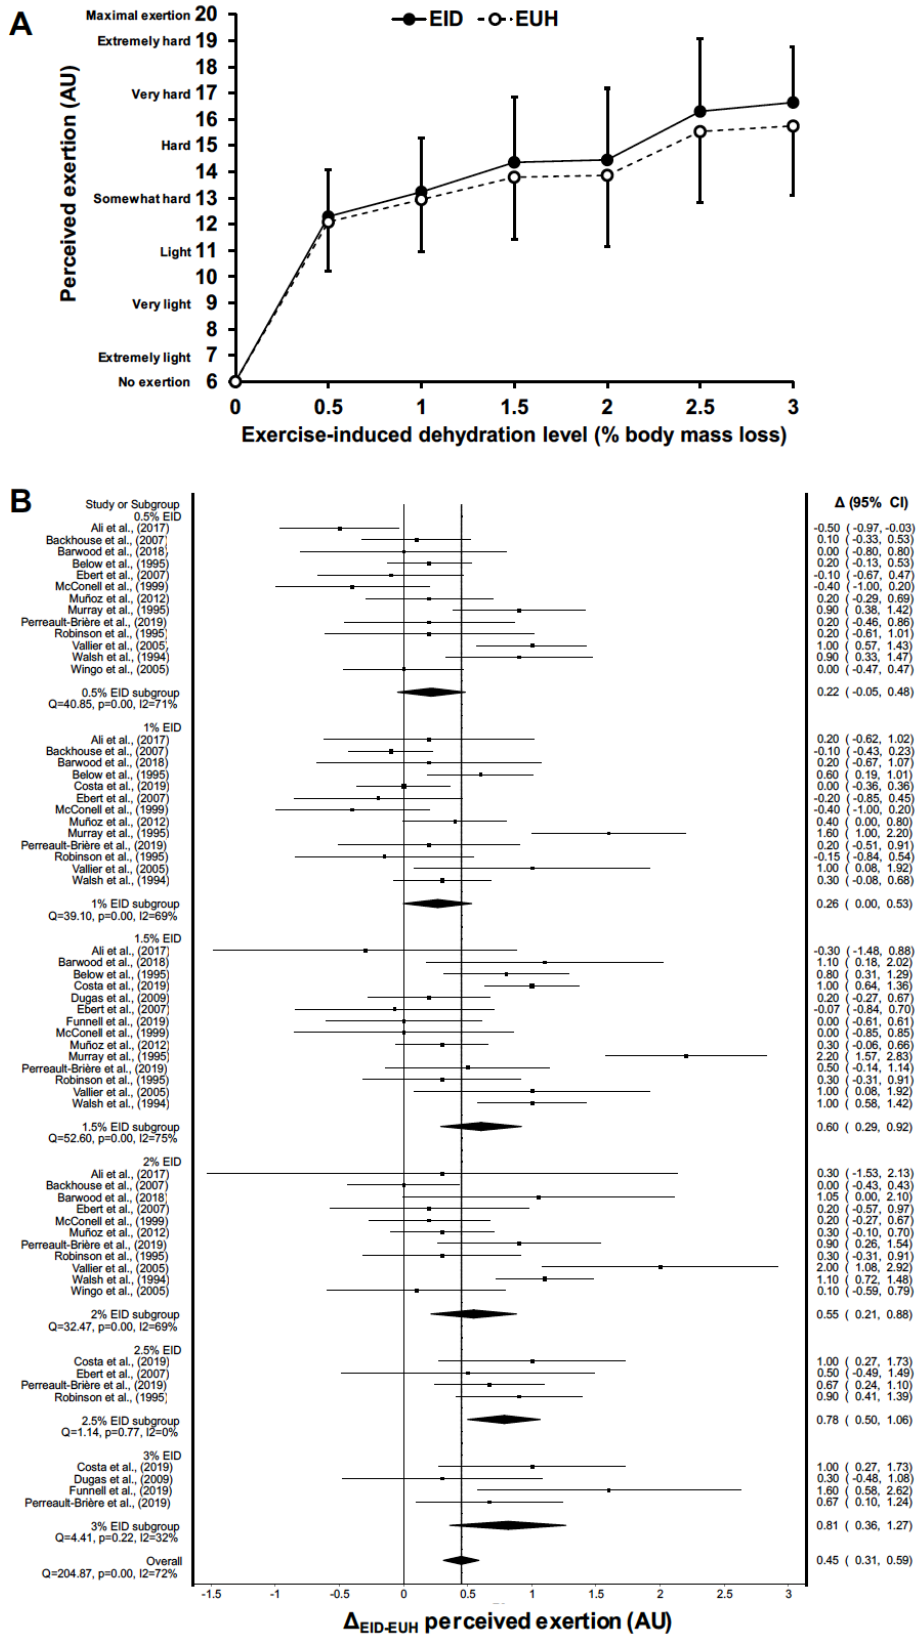 A
EID EUH
Perceived exertion (AU)
Maximal exertion 20
Extremely hard 19
18
Very hard 17
16
Hard 15
14
Somewhat hard 13
12
Light 11
10
Very light 9
8
Extremely light 7
No exertion 6
0 0.5 1 1.5 2 2.5 3
Exercise-induced dehydration level (% body mass loss)
B
Study or Subgroup Δ (95% CI)
0.5% EID
Ali et al., (2017) -0.50 ( -0.97, -0.03)
Backhouse et al., (2007) 0.10 ( -0.33, 0.53)
Barwood et al., (2018) 0.00 ( -0.80, 0.80)
Below et al., (1995) 0.20 ( -0.13, 0.53)
Ebert et al., (2007) -0.10 ( -0.67, 0.47)
McConell et al., (1999) -0.40 ( -1.00, 0.20)
Muñoz et al., (2012) 0.20 ( -0.29, 0.69)
Murray et al., (1995) 0.90 ( 0.38, 1.42)
Perreault-Brière et al., (2019) 0.20 ( -0.46, 0.86)
Robinson et al., (1995) 0.20 ( -0.61, 1.01)
Vallier et al., (2005) 1.00 ( 0.57, 1.43)
Walsh et al., (1994) 0.90 ( 0.33, 1.47)
Wingo et al., (2005) 0.00 ( -0.47, 0.47)
0.5% EID subgroup 0.22 ( -0.05, 0.48)
Q=40.85, p=0.00, I2=71%
1% EID
Ali et al., (2017) 0.20 ( -0.62, 1.02)
Backhouse et al., (2007) -0.10 ( -0.43, 0.23)
Barwood et al., (2018) 0.20 ( -0.67, 1.07)
Below et al., (1995) 0.60 ( 0.19, 1.01)
Costa et al., (2019) 0.00 ( -0.36, 0.36)
Ebert et al., (2007) -0.20 ( -0.85, 0.45)
McConell et al., (1999) -0.40 ( -1.00, 0.20)
Muñoz et al., (2012) 0.40 ( 0.00, 0.80)
Murray et al., (1995) 1.60 ( 1.00, 2.20)
Perreault-Brière et al., (2019) 0.20 ( -0.51, 0.91)
Robinson et al., (1995) -0.15 ( -0.84, 0.54)
Vallier et al., (2005) 1.00 ( 0.08, 1.92)
Walsh et al., (1994) 0.30 ( -0.08, 0.68)
1% EID subgroup 0.26 ( 0.00, 0.53)
Q=39.10, p=0.00, I2=69%
1.5% EID
Ali et al., (2017) -0.30 ( -1.48, 0.88)
Barwood et al., (2018) 1.10 ( 0.18, 2.02)
Below et al., (1995) 0.80 ( 0.31, 1.29)
Costa et al., (2019) 1.00 ( 0.64, 1.36)
Dugas et al., (2009) 0.20 ( -0.27, 0.67)
Ebert et al., (2007) -0.07 ( -0.84, 0.70)
Funnell et al., (2019) 0.00 ( -0.61, 0.61)
McConell et al., (1999) 0.00 ( -0.85, 0.85)
Muñoz et al., (2012) 0.30 ( -0.06, 0.66)
Murray et al., (1995) 2.20 ( 1.57, 2.83)
Perreault-Brière et al., (2019) 0.50 ( -0.14, 1.14)
Robinson et al., (1995) 0.30 ( -0.31, 0.91)
Vallier et al., (2005) 1.00 ( 0.08, 1.92)
Walsh et al., (1994) 1.00 ( 0.58, 1.42)
1.5% EID subgroup 0.60 ( 0.29, 0.92)
Q=52.60, p=0.00, I2=75%
2% EID
Ali et al., (2017) 0.30 ( -1.53, 2.13)
Backhouse et al., (2007) 0.00 ( -0.43, 0.43)
Barwood et al., (2018) 1.05 ( 0.00, 2.10)
Ebert et al., (2007) 0.20 ( -0.57, 0.97)
McConell et al., (1999) 0.20 ( -0.27, 0.67)
Muñoz et al., (2012) 0.30 ( -0.10, 0.70)
Perreault-Brière et al., (2019) 0.90 ( 0.26, 1.54)
Robinson et al., (1995) 0.30 ( -0.31, 0.91)
Vallier et al., (2005) 2.00 ( 1.08, 2.92)
Walsh et al., (1994) 1.10 ( 0.72, 1.48)
Wingo et al., (2005) 0.10 ( -0.59, 0.79)
2% EID subgroup 0.55 ( 0.21, 0.88)
Q=32.47, p=0.00, I2=69%
2.5% EID
Costa et al., (2019) 1.00 ( 0.27, 1.73)
Ebert et al., (2007) 0.50 ( -0.49, 1.49)
Perreault-Brière et al., (2019) 0.67 ( 0.24, 1.10)
Robinson et al., (1995) 0.90 ( 0.41, 1.39)
2.5% EID subgroup 0.78 ( 0.50, 1.06)
Q=1.14, p=0.77, I2=0%
3% EID
Costa et al., (2019) 1.00 ( 0.27, 1.73)
Dugas et al., (2009) 0.30 ( -0.48, 1.08)
Funnell et al., (2019) 1.60 ( 0.58, 2.62)
Perreault-Brière et al., (2019) 0.67 ( 0.10, 1.24)
3% EID subgroup 0.81 ( 0.36, 1.27)
Q=4.41, p=0.22, I2=32%
Overall 0.45 ( 0.31, 0.59)
Q=204.87, p=0.00, I2=72%
-1.5 -1 -0.5 0 0.5 1 1.5 2 2.5 3
ΔEID-EUH perceived exertion (AU)